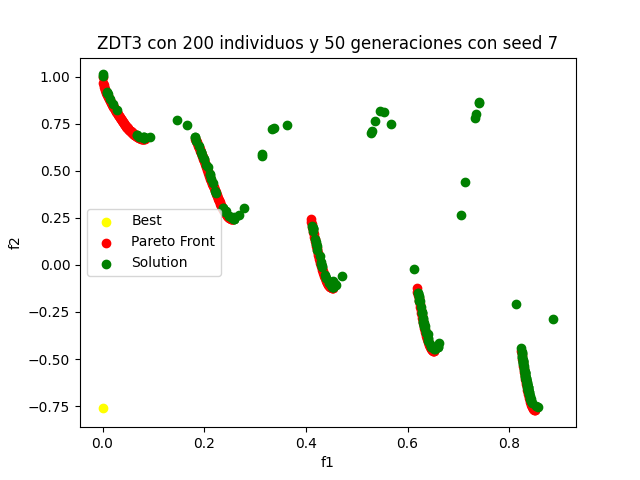 ZDT3 con 200 individuos y 50 generaciones con seed 7
1.00
0.75
0.50
0.25
0.00
−0.25
−0.50
−0.75
f2
Best
Pareto Front
Solution
0.0 0.2 0.4 0.6 0.8
f1